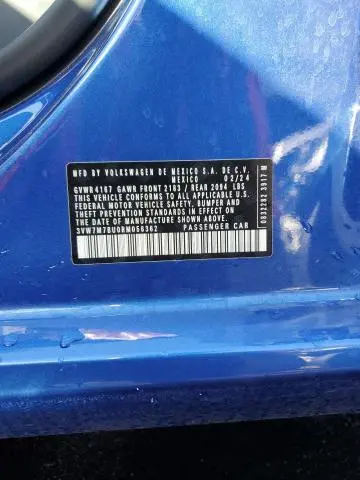 MFD BY VOLKSWAGEN DE MEXICO S.A. DE C.V.
MEXICO 03/24
GVWR 4167 GAWR FRONT 2183 / REAR 2094 LBS
THIS VEHICLE CONFORMS TO ALL APPLICABLE U.S.
FEDERAL MOTOR VEHICLE SAFETY, BUMPER, AND
THEFT PREVENTION STANDARDS IN EFFECT ON THE
DATE OF MANUFACTURE SHOWN ABOVE.
3VW7M7BU0RM056362 PASSENGER CAR